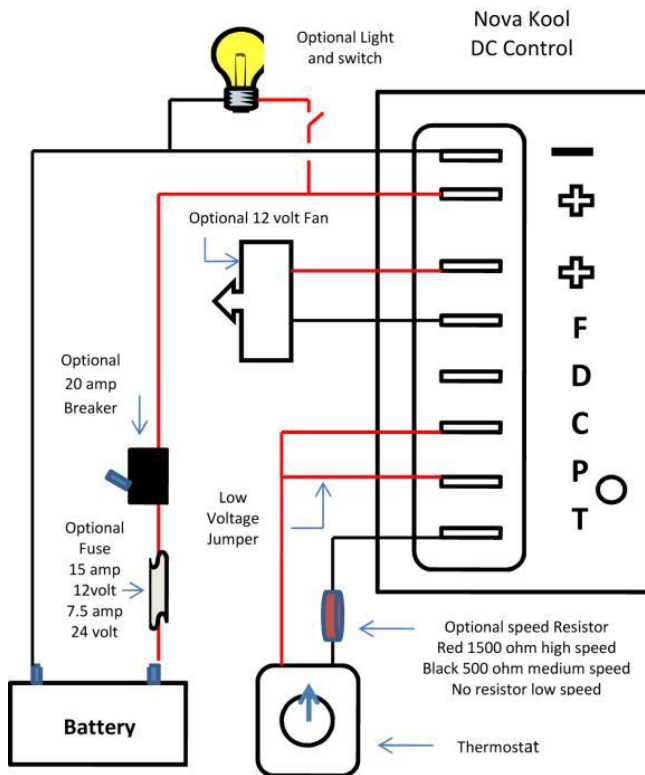 Nova Kool
DC Control
Optional Light
and switch
Optional 12 volt Fan
F
D
C
P
T
Optional
20 amp
Breaker
Low
Voltage
Jumper
Optional
Fuse
15 amp
12volt
7.5 amp
24 volt
Optional speed Resistor
Red 1500 ohm high speed
Black 500 ohm medium speed
No resistor low speed
Battery
Thermostat